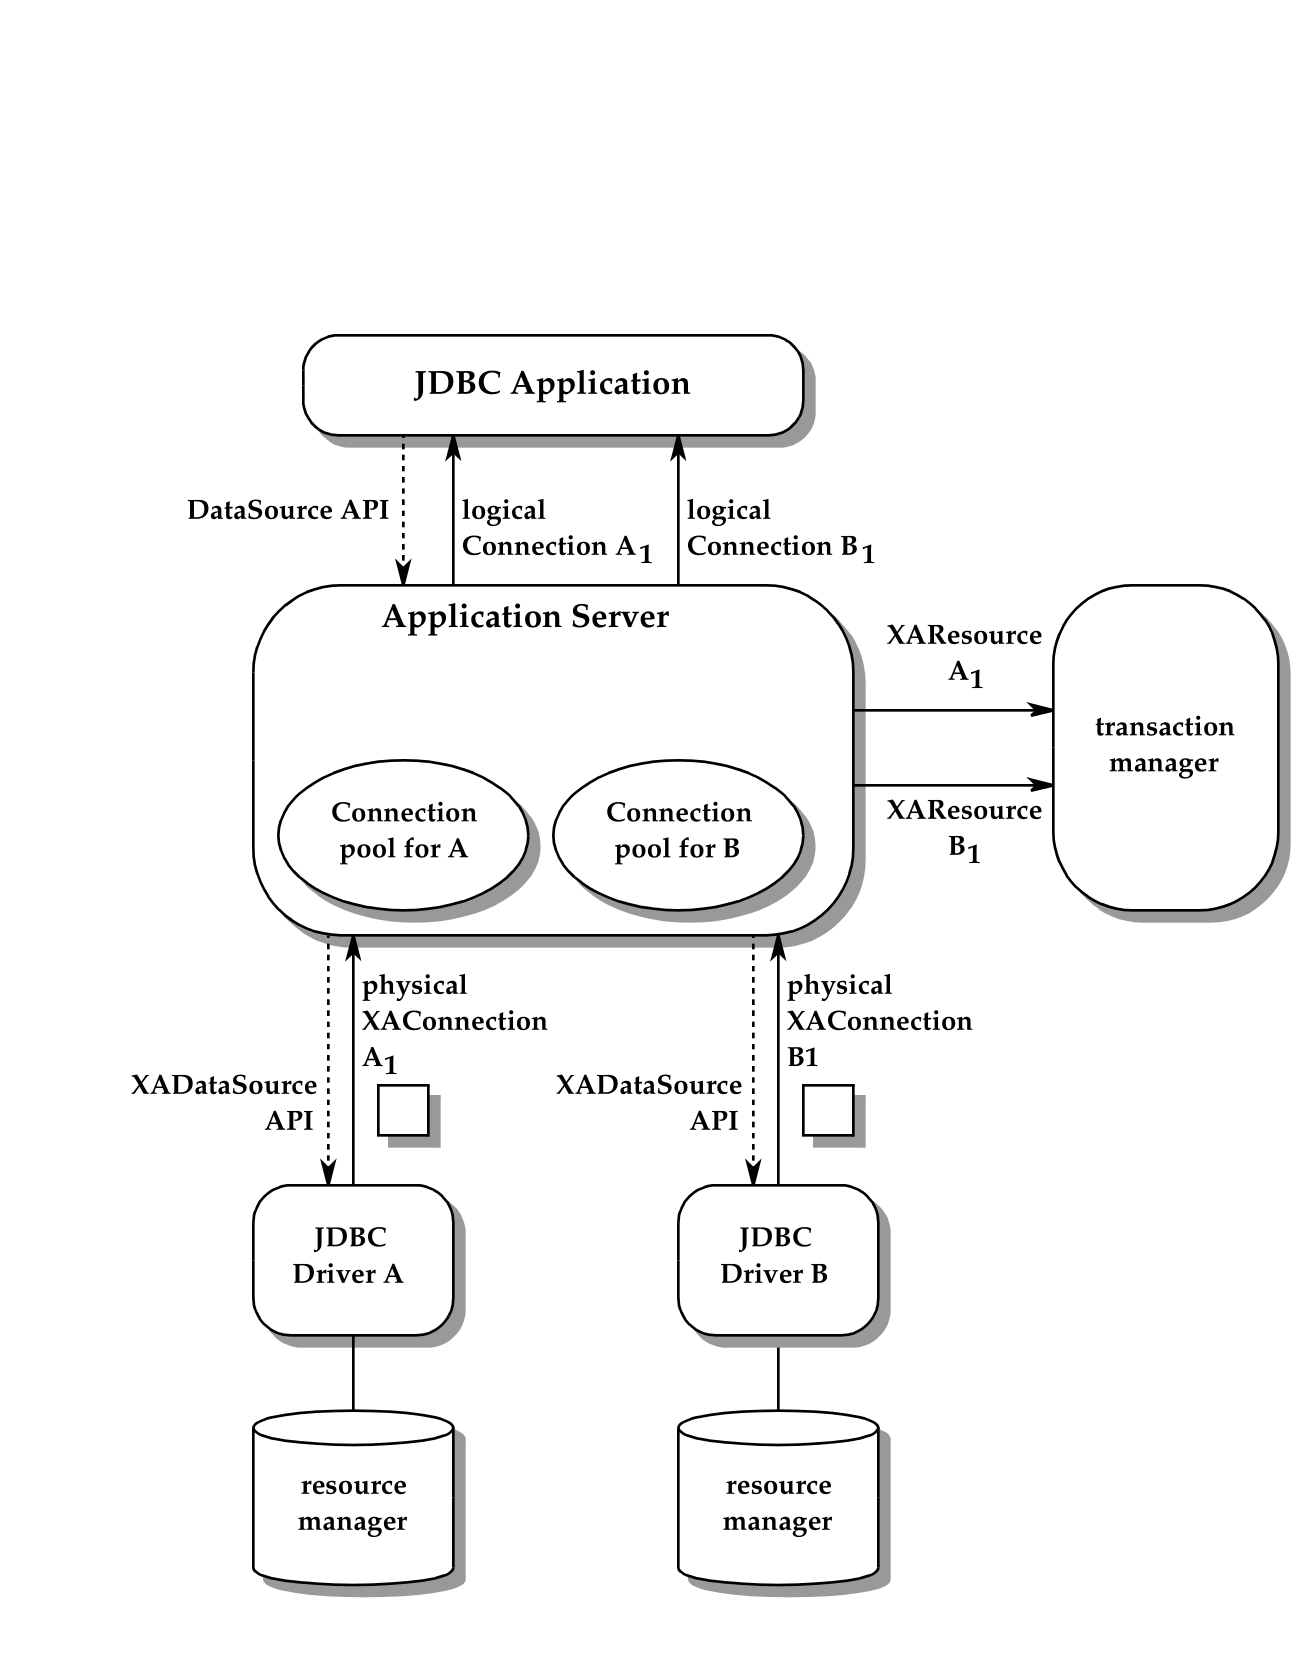 JDBC Application
DataSource API
logical
Connection A1
logical
Connection B1
Application Server
XAResource
A1
transaction
manager
Connection
pool for A
Connection
pool for B
XAResource
B1
physical
XAConnection
A1
XADataSource
API
physical
XAConnection
B1
XADataSource
API
JDBC
Driver A
JDBC
Driver B
resource
manager
resource
manager